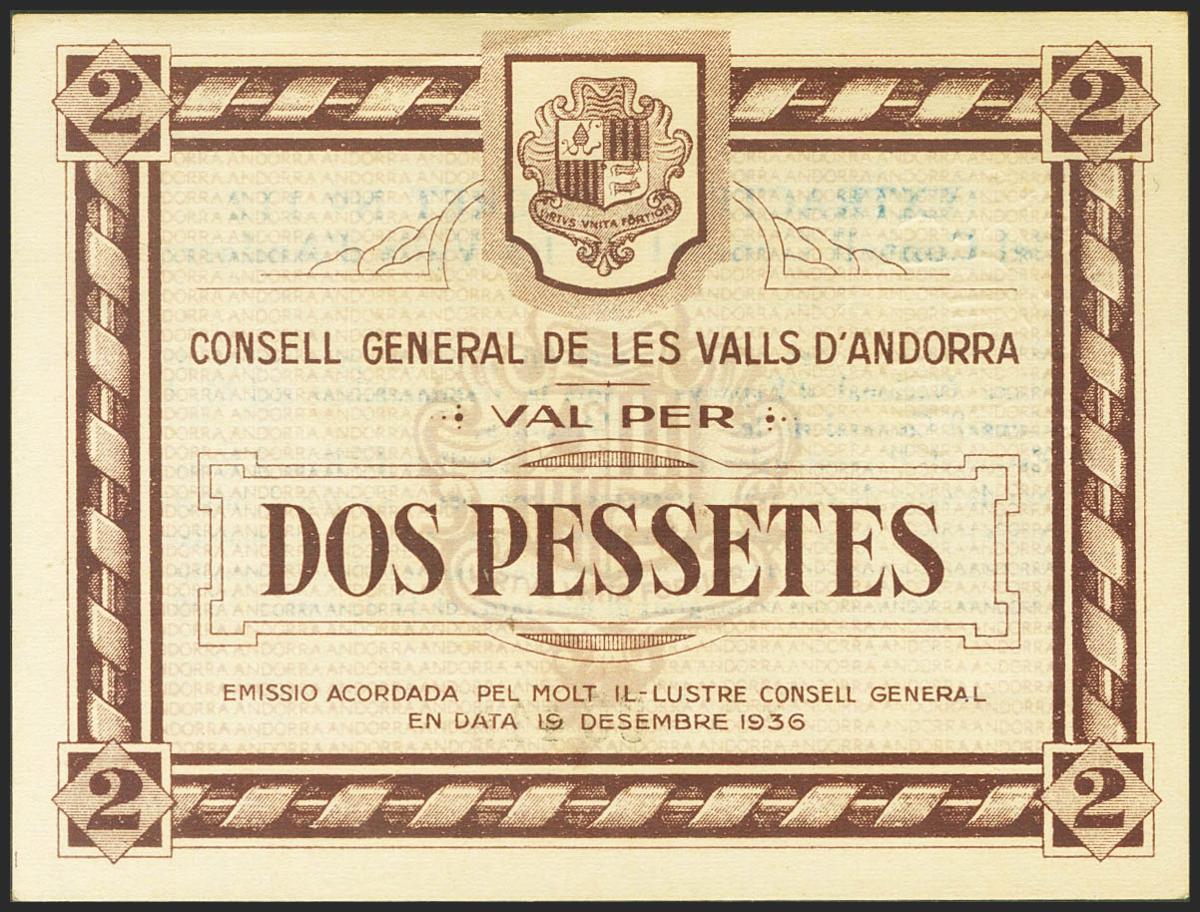 2 2
VIRTVS VNITA FORTIOR
CONSELL GENERAL DE LES VALLS D'ANDORRA
VAL PER
DOS PESSETES
EMISSIO ACORDADA PEL MOLT IL-LUSTRE CONSELL GENERAL
EN DATA 19 DESEMBRE 1936
2 2